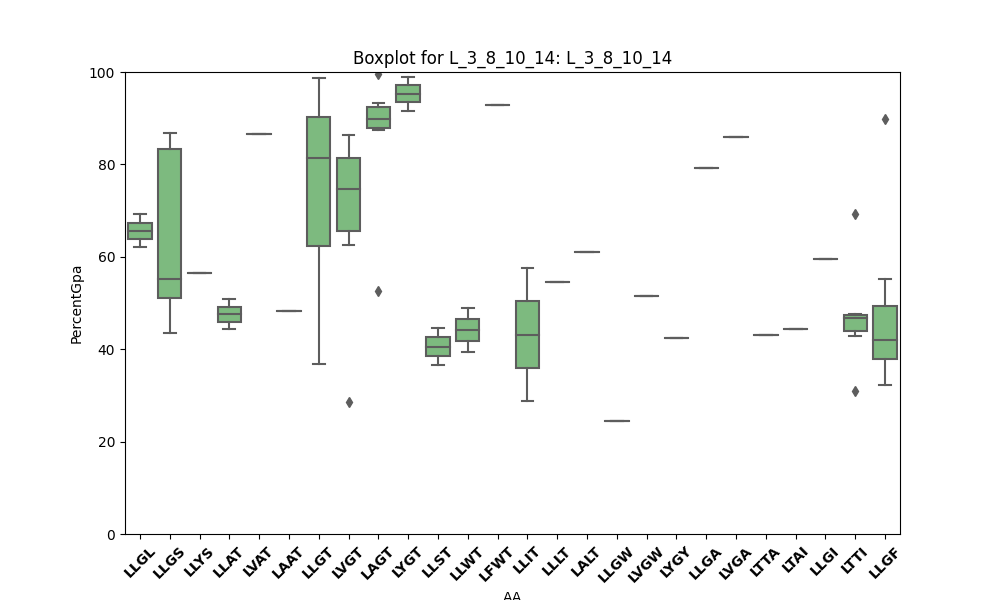 Boxplot for L_3_8_10_14: L_3_8_10_14
PercentGpa
100
80
60
40
20
0
LLGL LLGS LLYS LLAT LVAT LAAT LLGT LVGT LAGT LYGT LLST LLWT LFWT LLIT LLLT LALT LLGW LVGW LYGY LLGA LVGA LTTA LTAI LLGI LTTI LLGF
AA